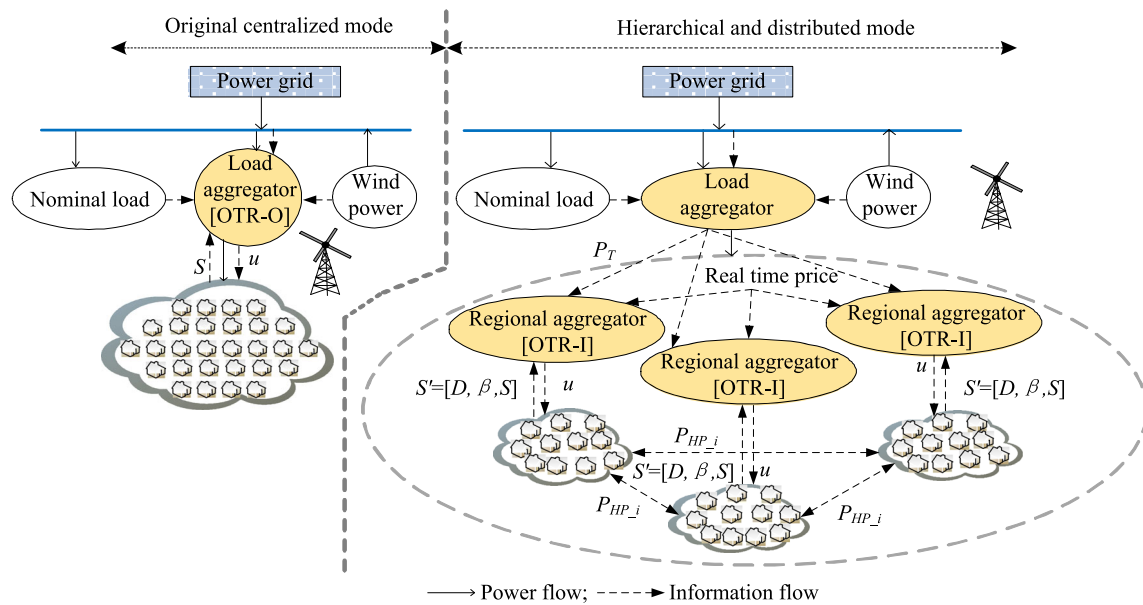 Original centralized mode
Hierarchical and distributed mode
Power grid
Power grid
Nominal load
Load
aggregator
[OTR-O]
Wind
power
Nominal load
Load
aggregator
Wind
power
S
u
P_T
Real time price
Regional aggregator
[OTR-I]
Regional aggregator
[OTR-I]
Regional aggregator
[OTR-I]
S'=[D, β,S]
u
u
S'=[D, β,S]
P_HP_i
S'=[D, β,S]
u
P_HP_i
P_HP_i
Power flow;
Information flow